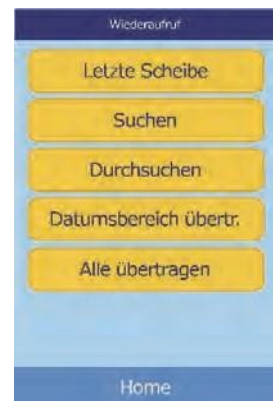 Wiederaufruf
Letzte Scheibe
Suchen
Durchsuchen
Datumsbereich übertr.
Alle übertragen
Home